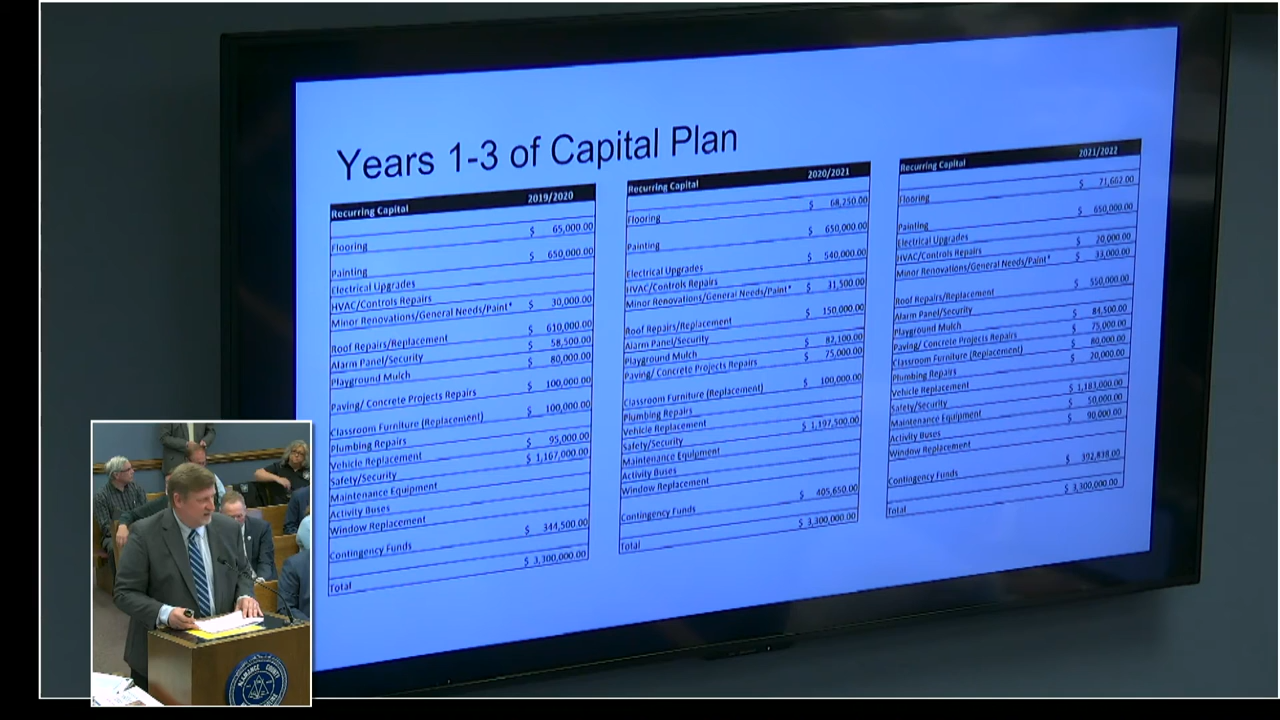 Years 1-3 of Capital Plan
Recurring Capital 2019/2020
Flooring $ 65,000.00
Painting $ 650,000.00
Electrical Upgrades
HVAC/Controls Repairs
Minor Renovations/General Needs/Paint* $ 30,000.00
Roof Repairs/Replacement $ 610,000.00
Alarm Panel/Security $ 58,500.00
Playground Mulch $ 80,000.00
Paving/ Concrete Projects Repairs $ 100,000.00
Classroom Furniture (Replacement) $ 100,000.00
Plumbing Repairs
Vehicle Replacement $ 95,000.00
Safety/Security $ 1,167,000.00
Maintenance Equipment
Activity Buses
Window Replacement
Contingency Funds $ 344,500.00
Total $ 3,300,000.00
Recurring Capital 2020/2021
Flooring $ 68,250.00
Painting $ 650,000.00
Electrical Upgrades $ 540,000.00
HVAC/Controls Repairs
Minor Renovations/General Needs/Paint* $ 31,500.00
Roof Repairs/Replacement $ 150,000.00
Alarm Panel/Security
Playground Mulch $ 82,100.00
Paving/ Concrete Projects Repairs $ 75,000.00
Classroom Furniture (Replacement) $ 100,000.00
Plumbing Repairs
Vehicle Replacement
Safety/Security $ 1,197,500.00
Maintenance Equipment
Activity Buses
Window Replacement
Contingency Funds $ 405,650.00
Total $ 3,300,000.00
Recurring Capital 2021/2022
Flooring $ 71,662.00
Painting $ 650,000.00
Electrical Upgrades
HVAC/Controls Repairs $ 20,000.00
Minor Renovations/General Needs/Paint* $ 33,000.00
Roof Repairs/Replacement $ 550,000.00
Alarm Panel/Security
Playground Mulch $ 84,500.00
Paving/ Concrete Projects Repairs $ 75,000.00
Classroom Furniture (Replacement) $ 80,000.00
Plumbing Repairs $ 20,000.00
Vehicle Replacement
Safety/Security $ 1,183,000.00
Maintenance Equipment $ 50,000.00
Activity Buses $ 90,000.00
Window Replacement
Contingency Funds $ 392,838.00
Total $ 3,300,000.00
ALAMANCE COUNTY